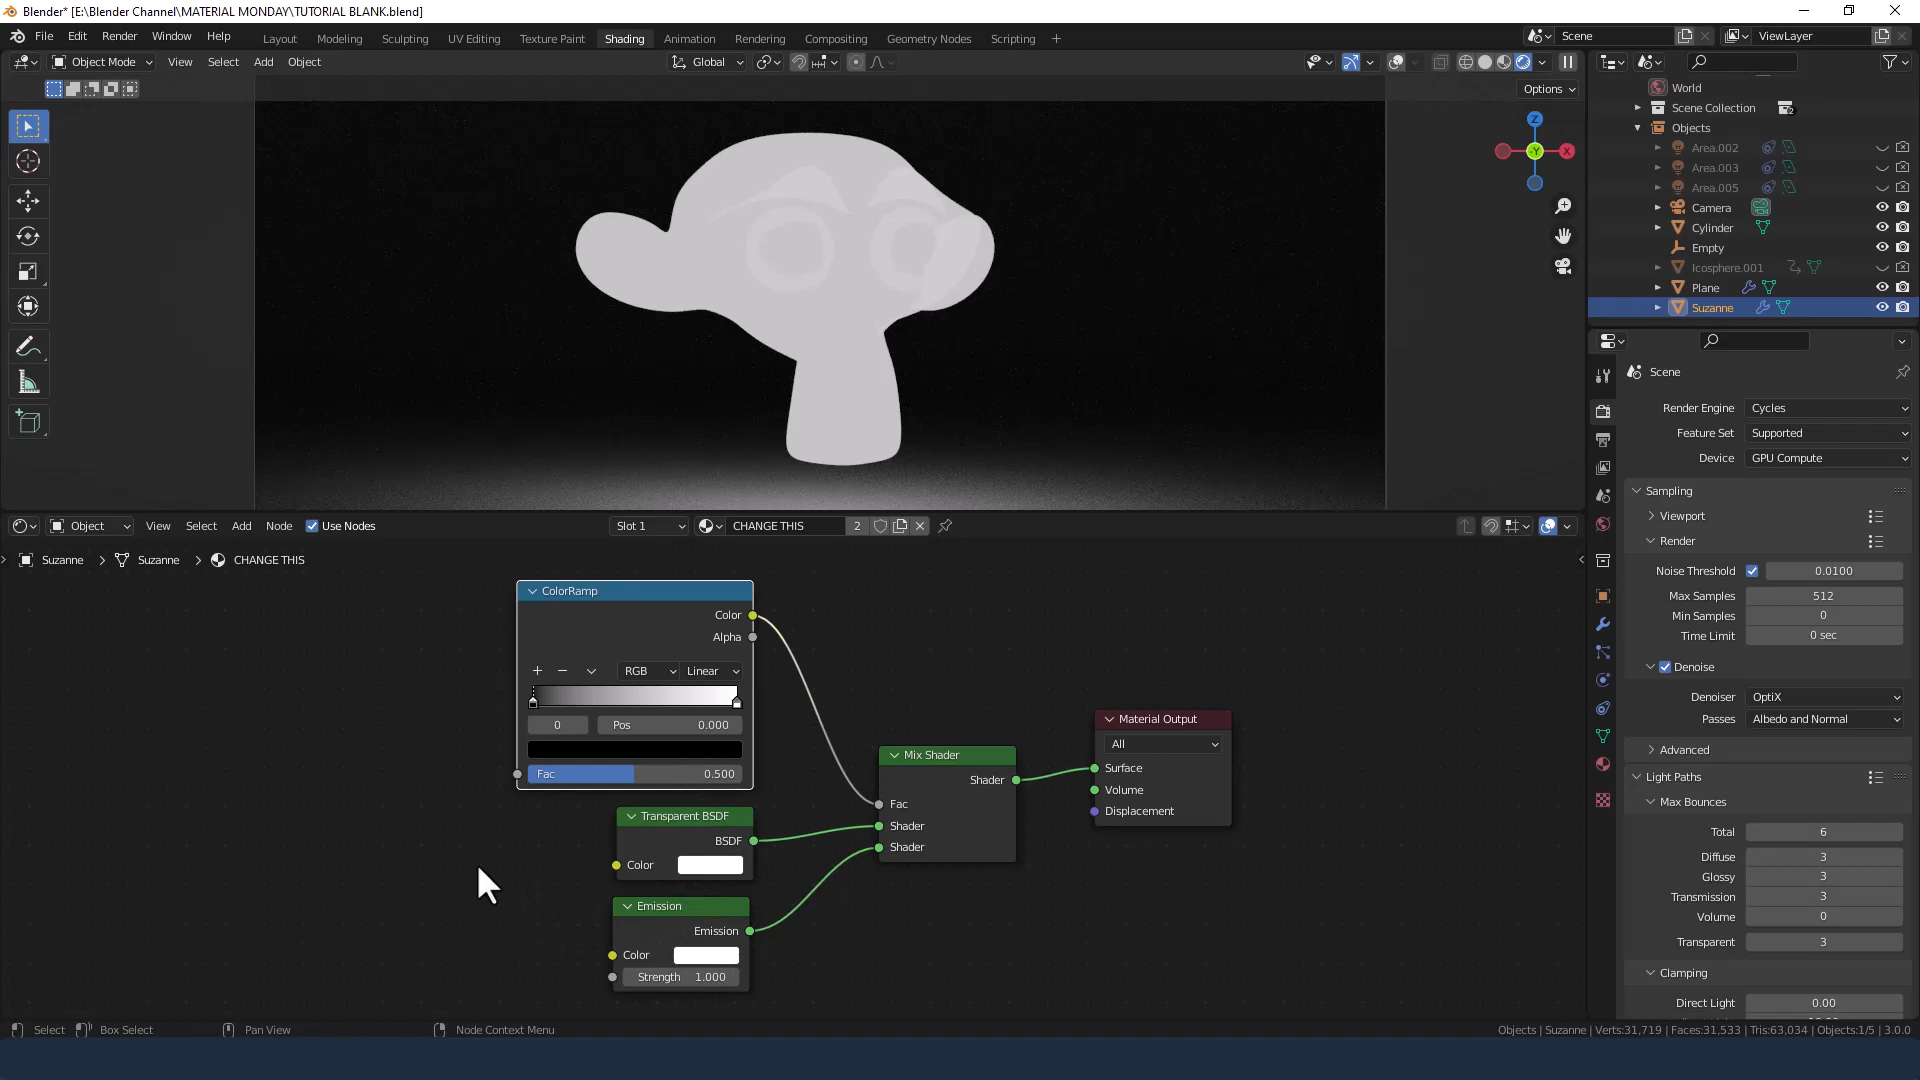 Blender* [E:\Blender Channel\MATERIAL MONDAY\TUTORIAL BLANK.blend]
File Edit Render Window Help
Layout Modeling Sculpting UV Editing Texture Paint Shading Animation Rendering Compositing Geometry Nodes Scripting +
Scene ViewLayer
Object Mode View Select Add Object
Global
Options
Z
-Y X
World
Scene Collection
2
Objects
Area.002
Area.003
Area.005
Camera
Cylinder
Empty
Icosphere.001
Plane
Suzanne
Scene
Render Engine Cycles
Feature Set Supported
Device GPU Compute
Sampling
Viewport
Render
Noise Threshold 0.0100
Max Samples 512
Min Samples 0
Time Limit 0 sec
Denoise
Denoiser OptiX
Passes Albedo and Normal
Advanced
Light Paths
Max Bounces
Total 6
Diffuse 3
Glossy 3
Transmission 3
Volume 0
Transparent 3
Clamping
Direct Light 0.00
Object View Select Add Node Use Nodes Slot 1 CHANGE THIS 2
Suzanne > Suzanne > CHANGE THIS
ColorRamp
Color
Alpha
+ − RGB Linear
0 Pos 0.000
Fac 0.500
Transparent BSDF
BSDF
Color
Emission
Emission
Color
Strength 1.000
Mix Shader
Shader
Fac
Shader
Shader
Material Output
All
Surface
Volume
Displacement
Select Box Select Pan View Node Context Menu
Objects | Suzanne | Verts:31,719 | Faces:31,533 | Tris:63,034 | Objects:1/5 | 3.0.0